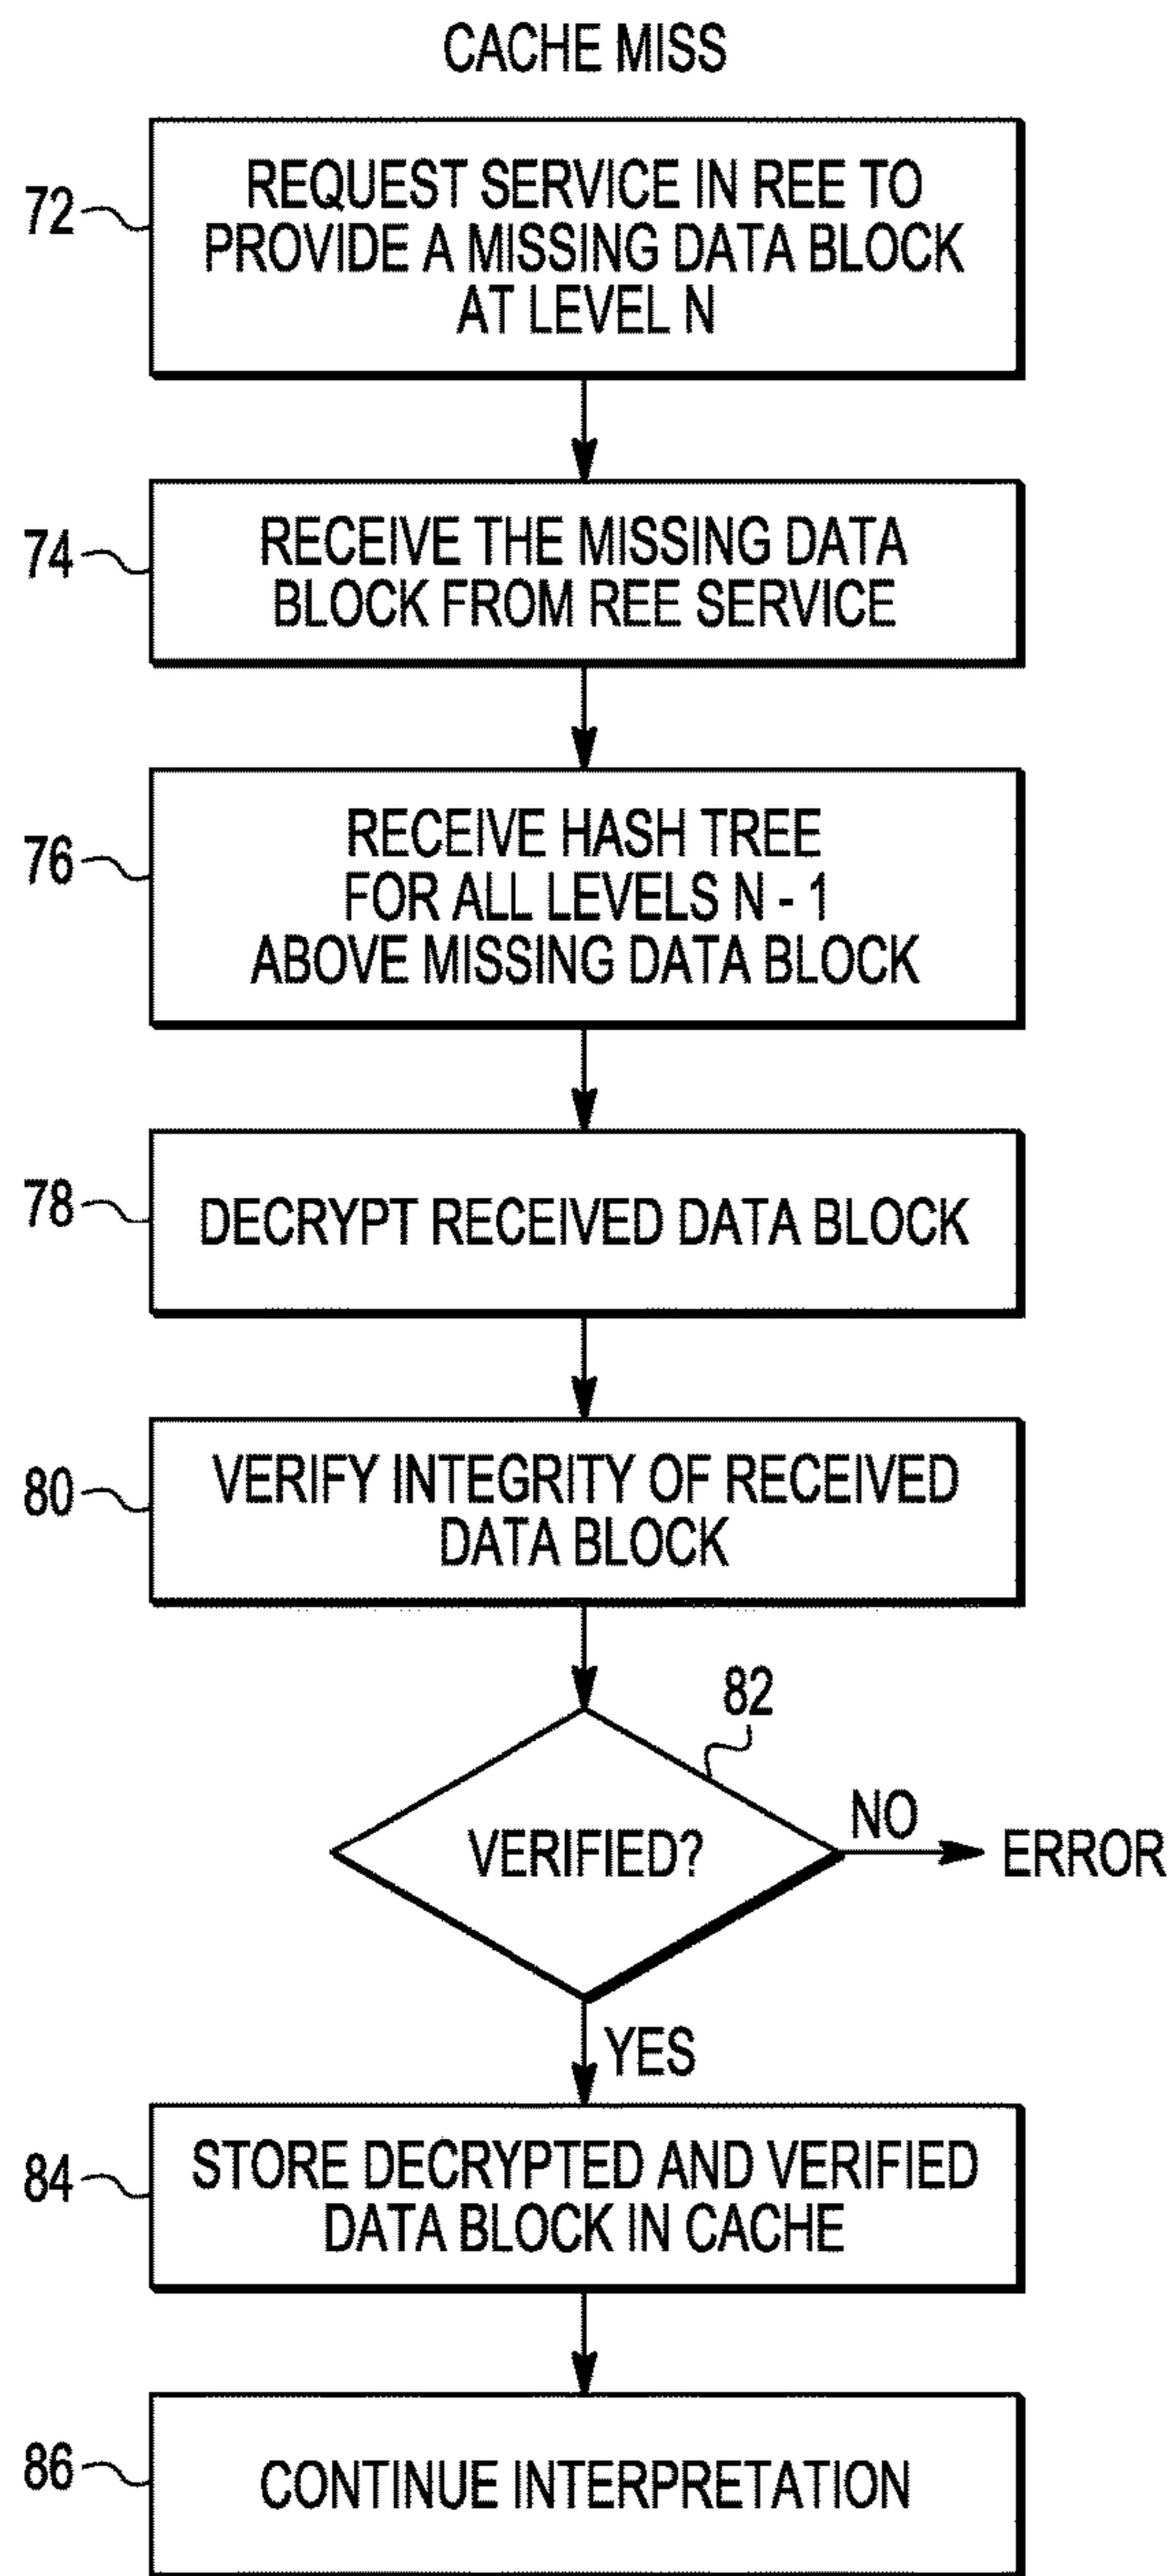 CACHE MISS
72
REQUEST SERVICE IN REE TO
PROVIDE A MISSING DATA BLOCK
AT LEVEL N
74
RECEIVE THE MISSING DATA
BLOCK FROM REE SERVICE
76
RECEIVE HASH TREE
FOR ALL LEVELS N - 1
ABOVE MISSING DATA BLOCK
78
DECRYPT RECEIVED DATA BLOCK
80
VERIFY INTEGRITY OF RECEIVED
DATA BLOCK
82
VERIFIED?
NO
ERROR
YES
84
STORE DECRYPTED AND VERIFIED
DATA BLOCK IN CACHE
86
CONTINUE INTERPRETATION